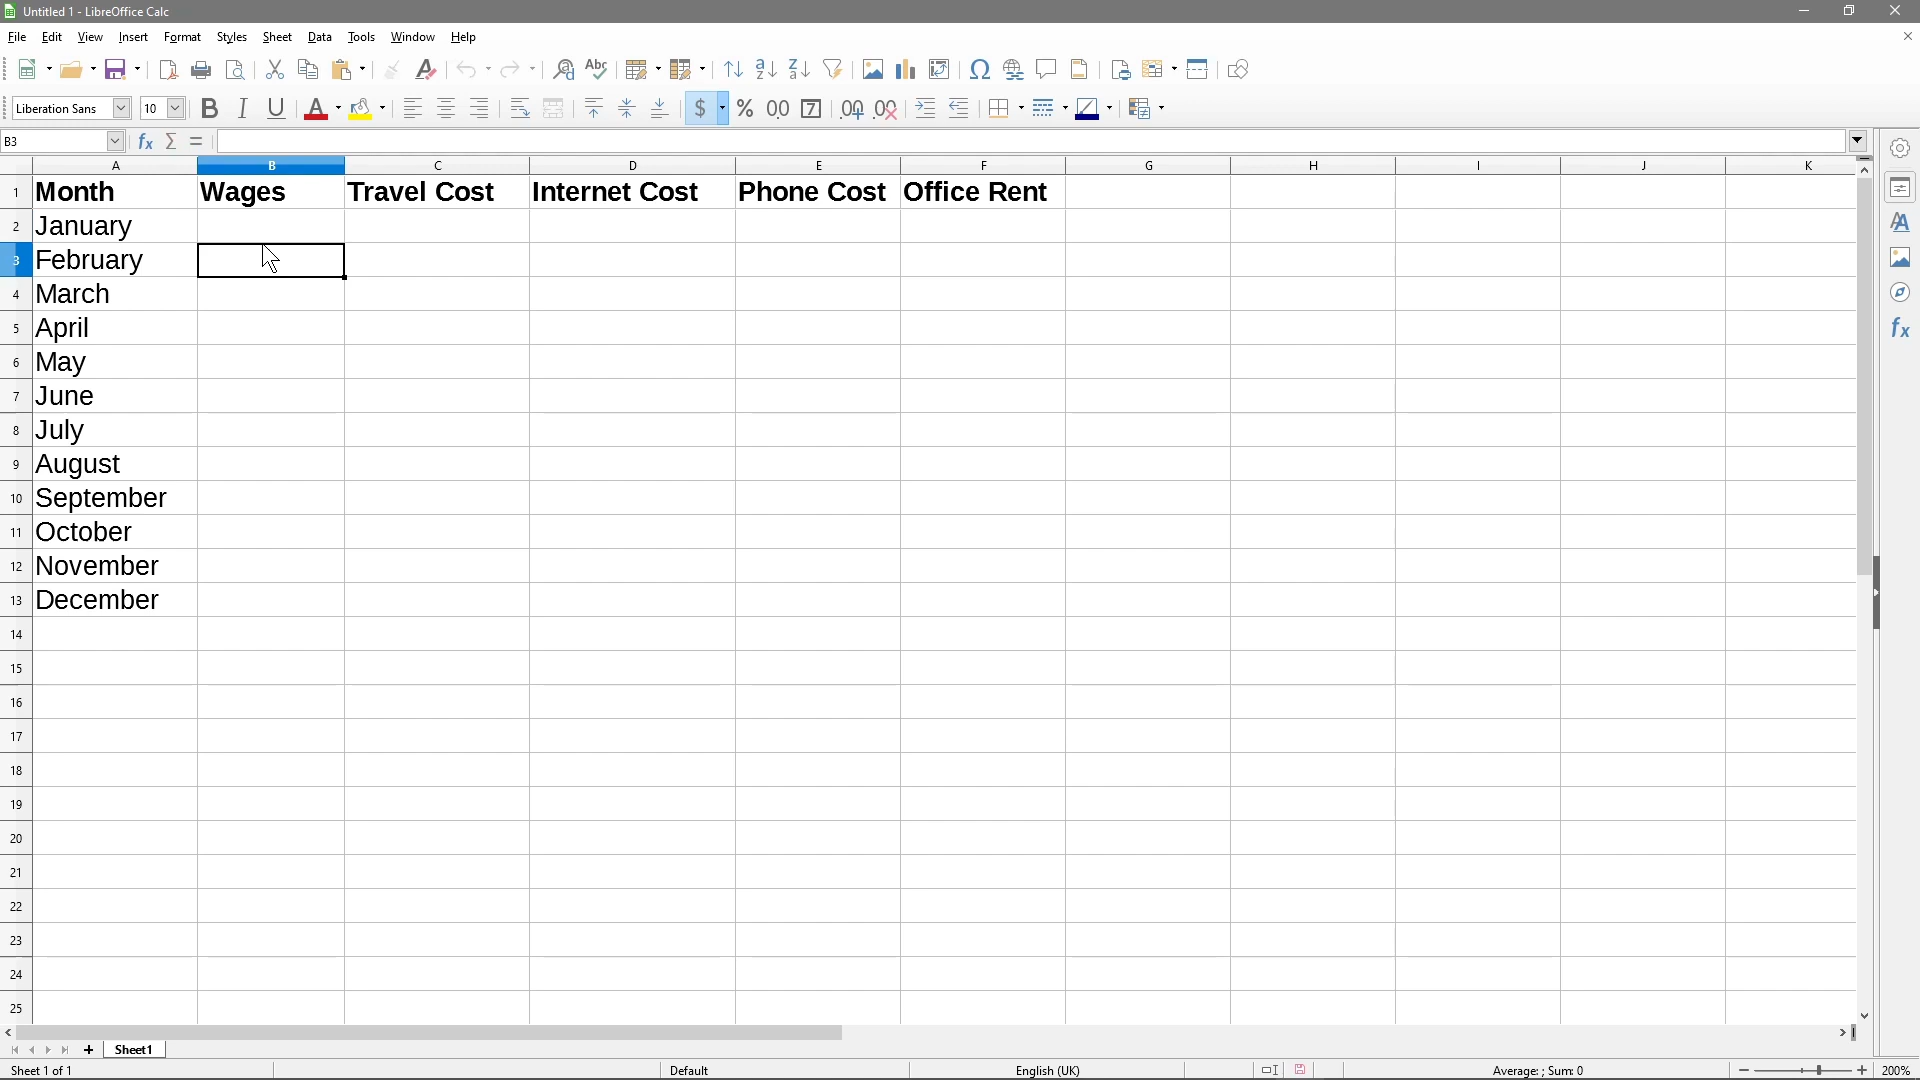 Untitled 1 - LibreOffice Calc
File Edit View Insert Format Styles Sheet Data Tools Window Help
Liberation Sans 10
B3
A B C D E F G H I J K
1 Month Wages Travel Cost Internet Cost Phone Cost Office Rent
2 January
3 February
4 March
5 April
6 May
7 June
8 July
9 August
10 September
11 October
12 November
13 December
14
15
16
17
18
19
20
21
22
23
24
25
Sheet1
Sheet 1 of 1 Default English (UK) Average: ; Sum: 0 200%